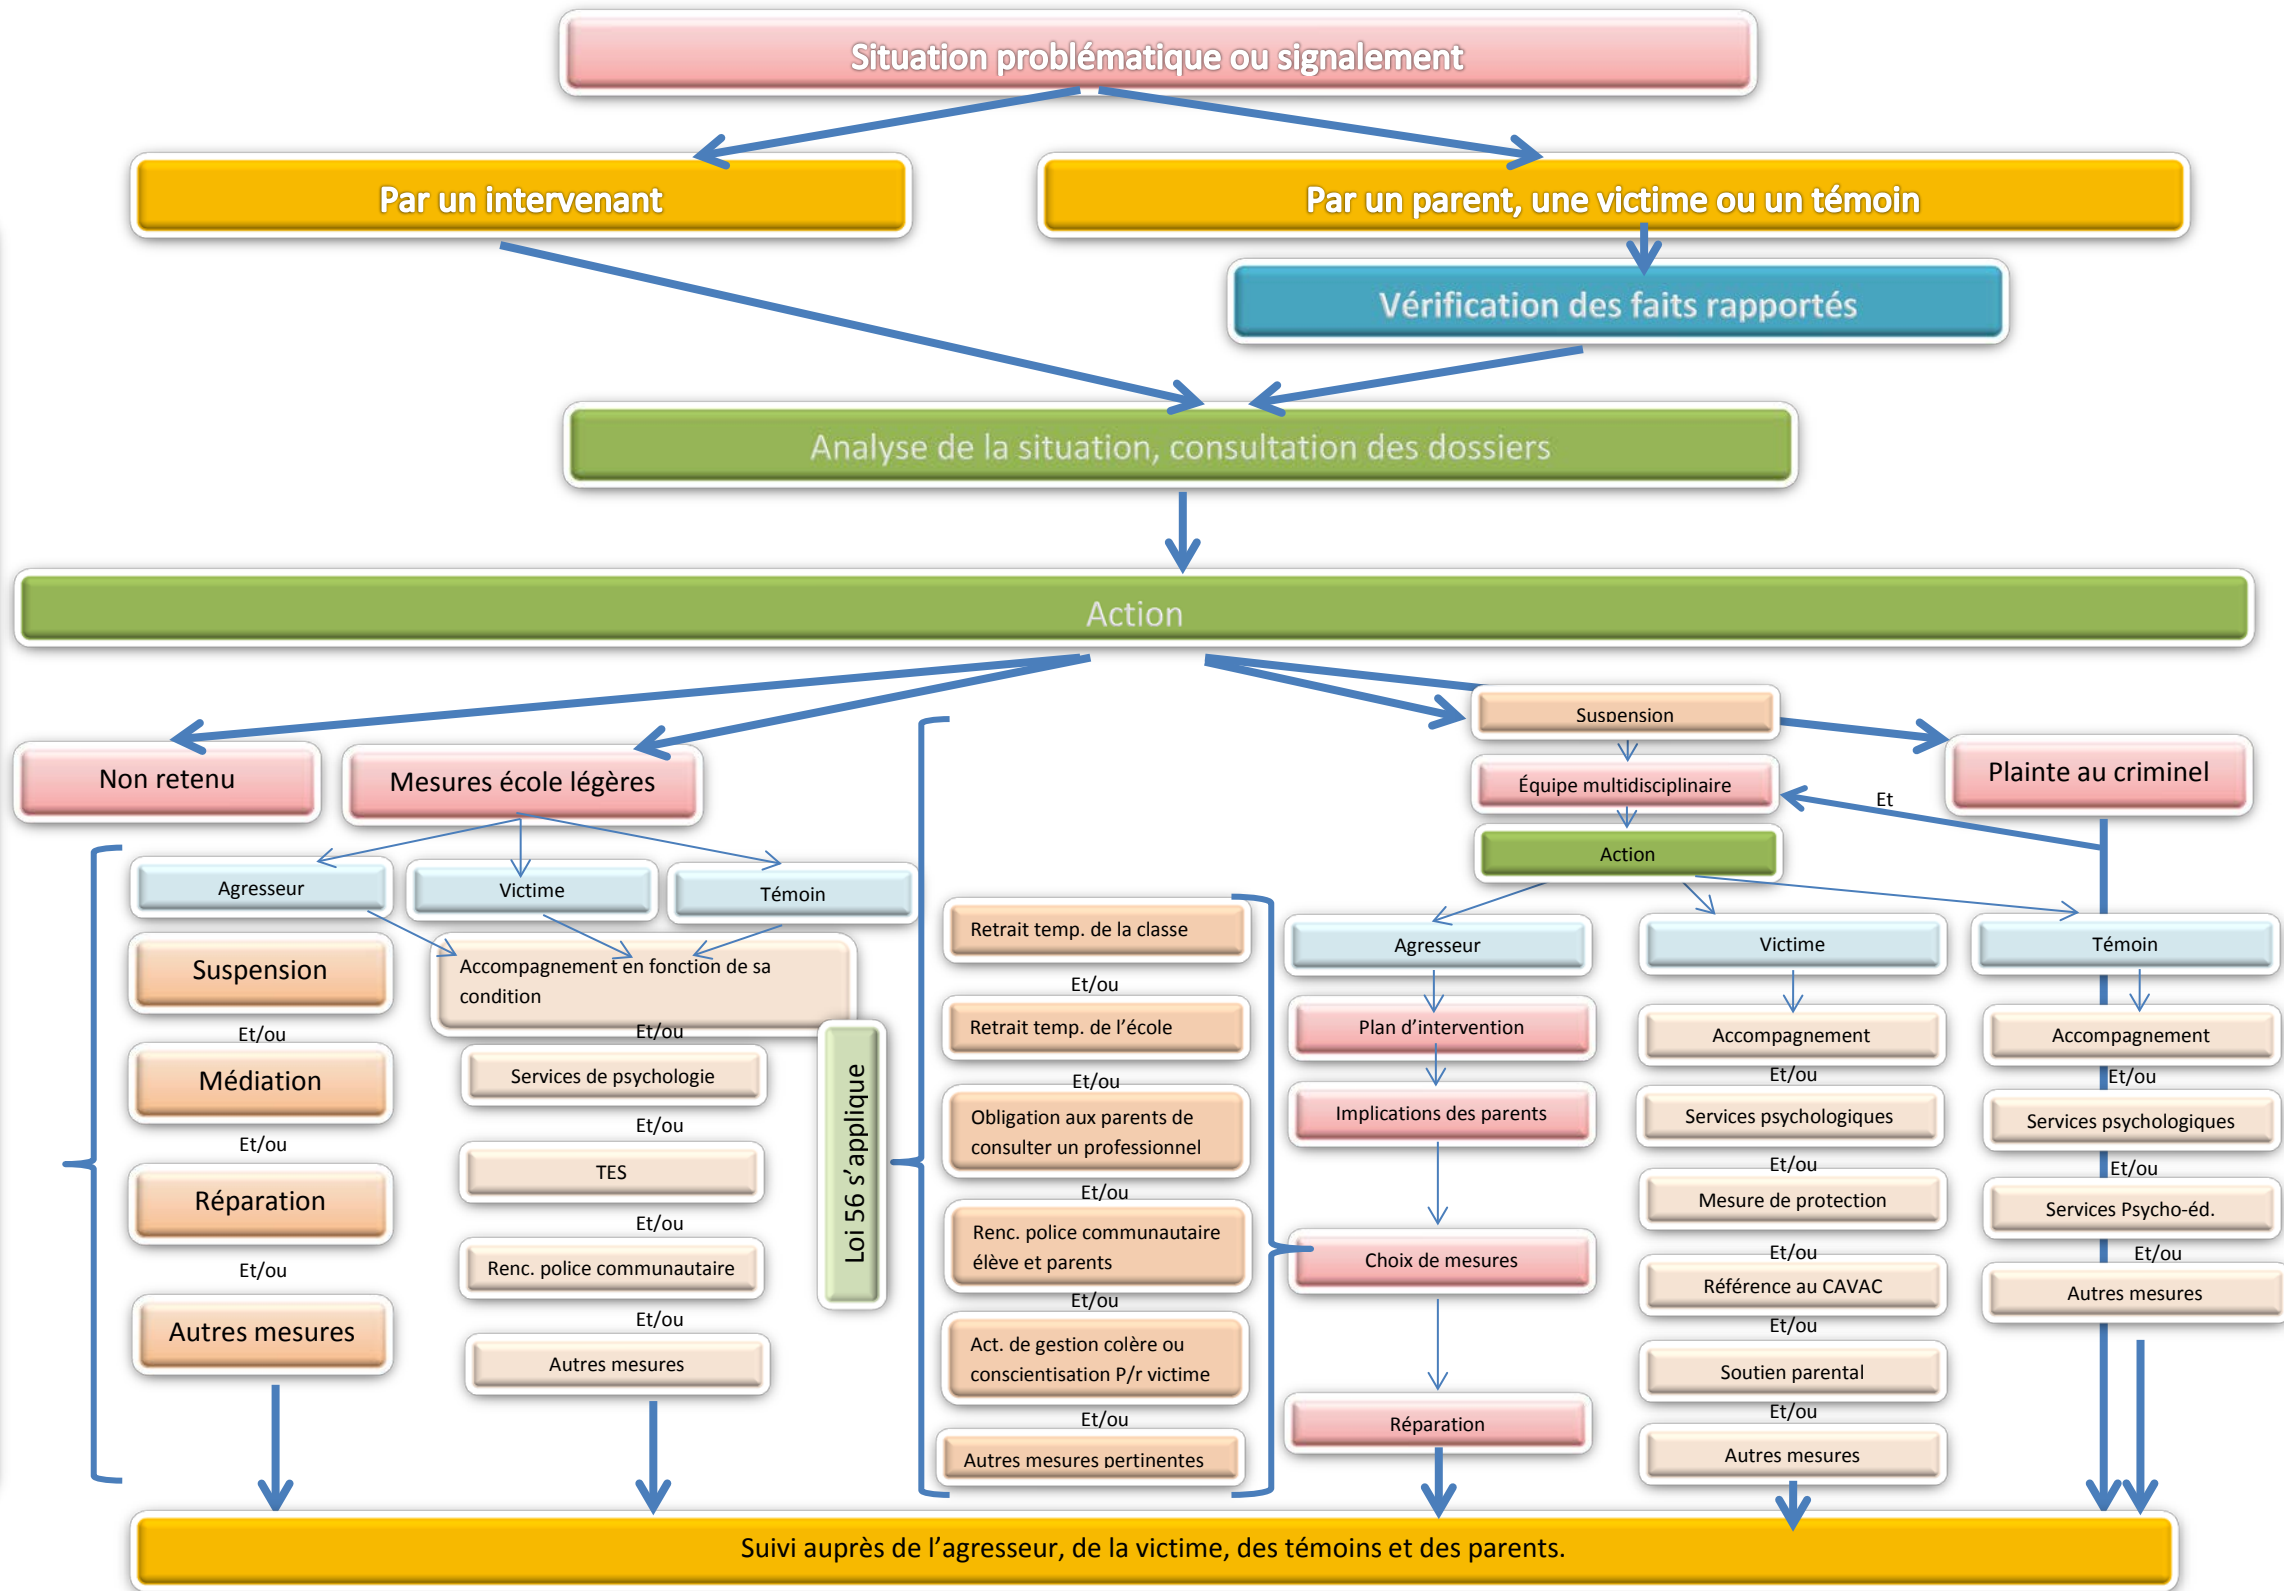 Situation problématique ou signalement
Par un intervenant
Par un parent, une victime ou un témoin
Vérification des faits rapportés
Analyse de la situation, consultation des dossiers
Action
Non retenu
Mesures école légères
Agresseur
Victime
Témoin
Suspension
Et/ou
Médiation
Et/ou
Réparation
Et/ou
Autres mesures
Accompagnement en fonction de sa
condition
Et/ou
Services de psychologie
Et/ou
TES
Et/ou
Renc. police communautaire
Et/ou
Autres mesures
Loi 56 s’applique
Suspension
Équipe multidisciplinaire
Action
Plainte au criminel
Et
Retrait temp. de la classe
Et/ou
Retrait temp. de l’école
Et/ou
Obligation aux parents de
consulter un professionnel
Et/ou
Renc. police communautaire
élève et parents
Et/ou
Act. de gestion colère ou
conscientisation P/r victime
Et/ou
Autres mesures pertinentes
Agresseur
Plan d’intervention
Implications des parents
Choix de mesures
Réparation
Victime
Accompagnement
Et/ou
Services psychologiques
Et/ou
Mesure de protection
Et/ou
Référence au CAVAC
Et/ou
Soutien parental
Et/ou
Autres mesures
Témoin
Accompagnement
Et/ou
Services psychologiques
Et/ou
Services Psycho-éd.
Et/ou
Autres mesures
Suivi auprès de l’agresseur, de la victime, des témoins et des parents.